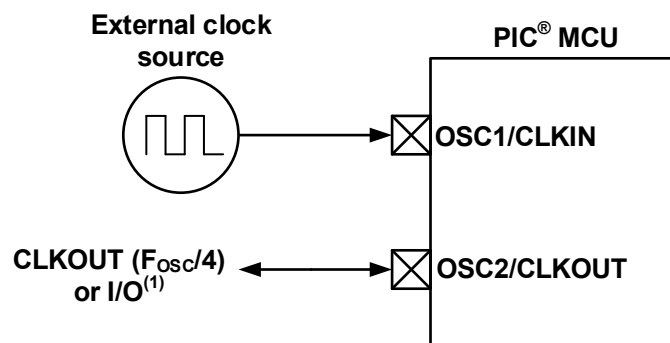 External clock
source
PIC® MCU
OSC1/CLKIN
CLKOUT (FOSC/4)
or I/O(1)
OSC2/CLKOUT